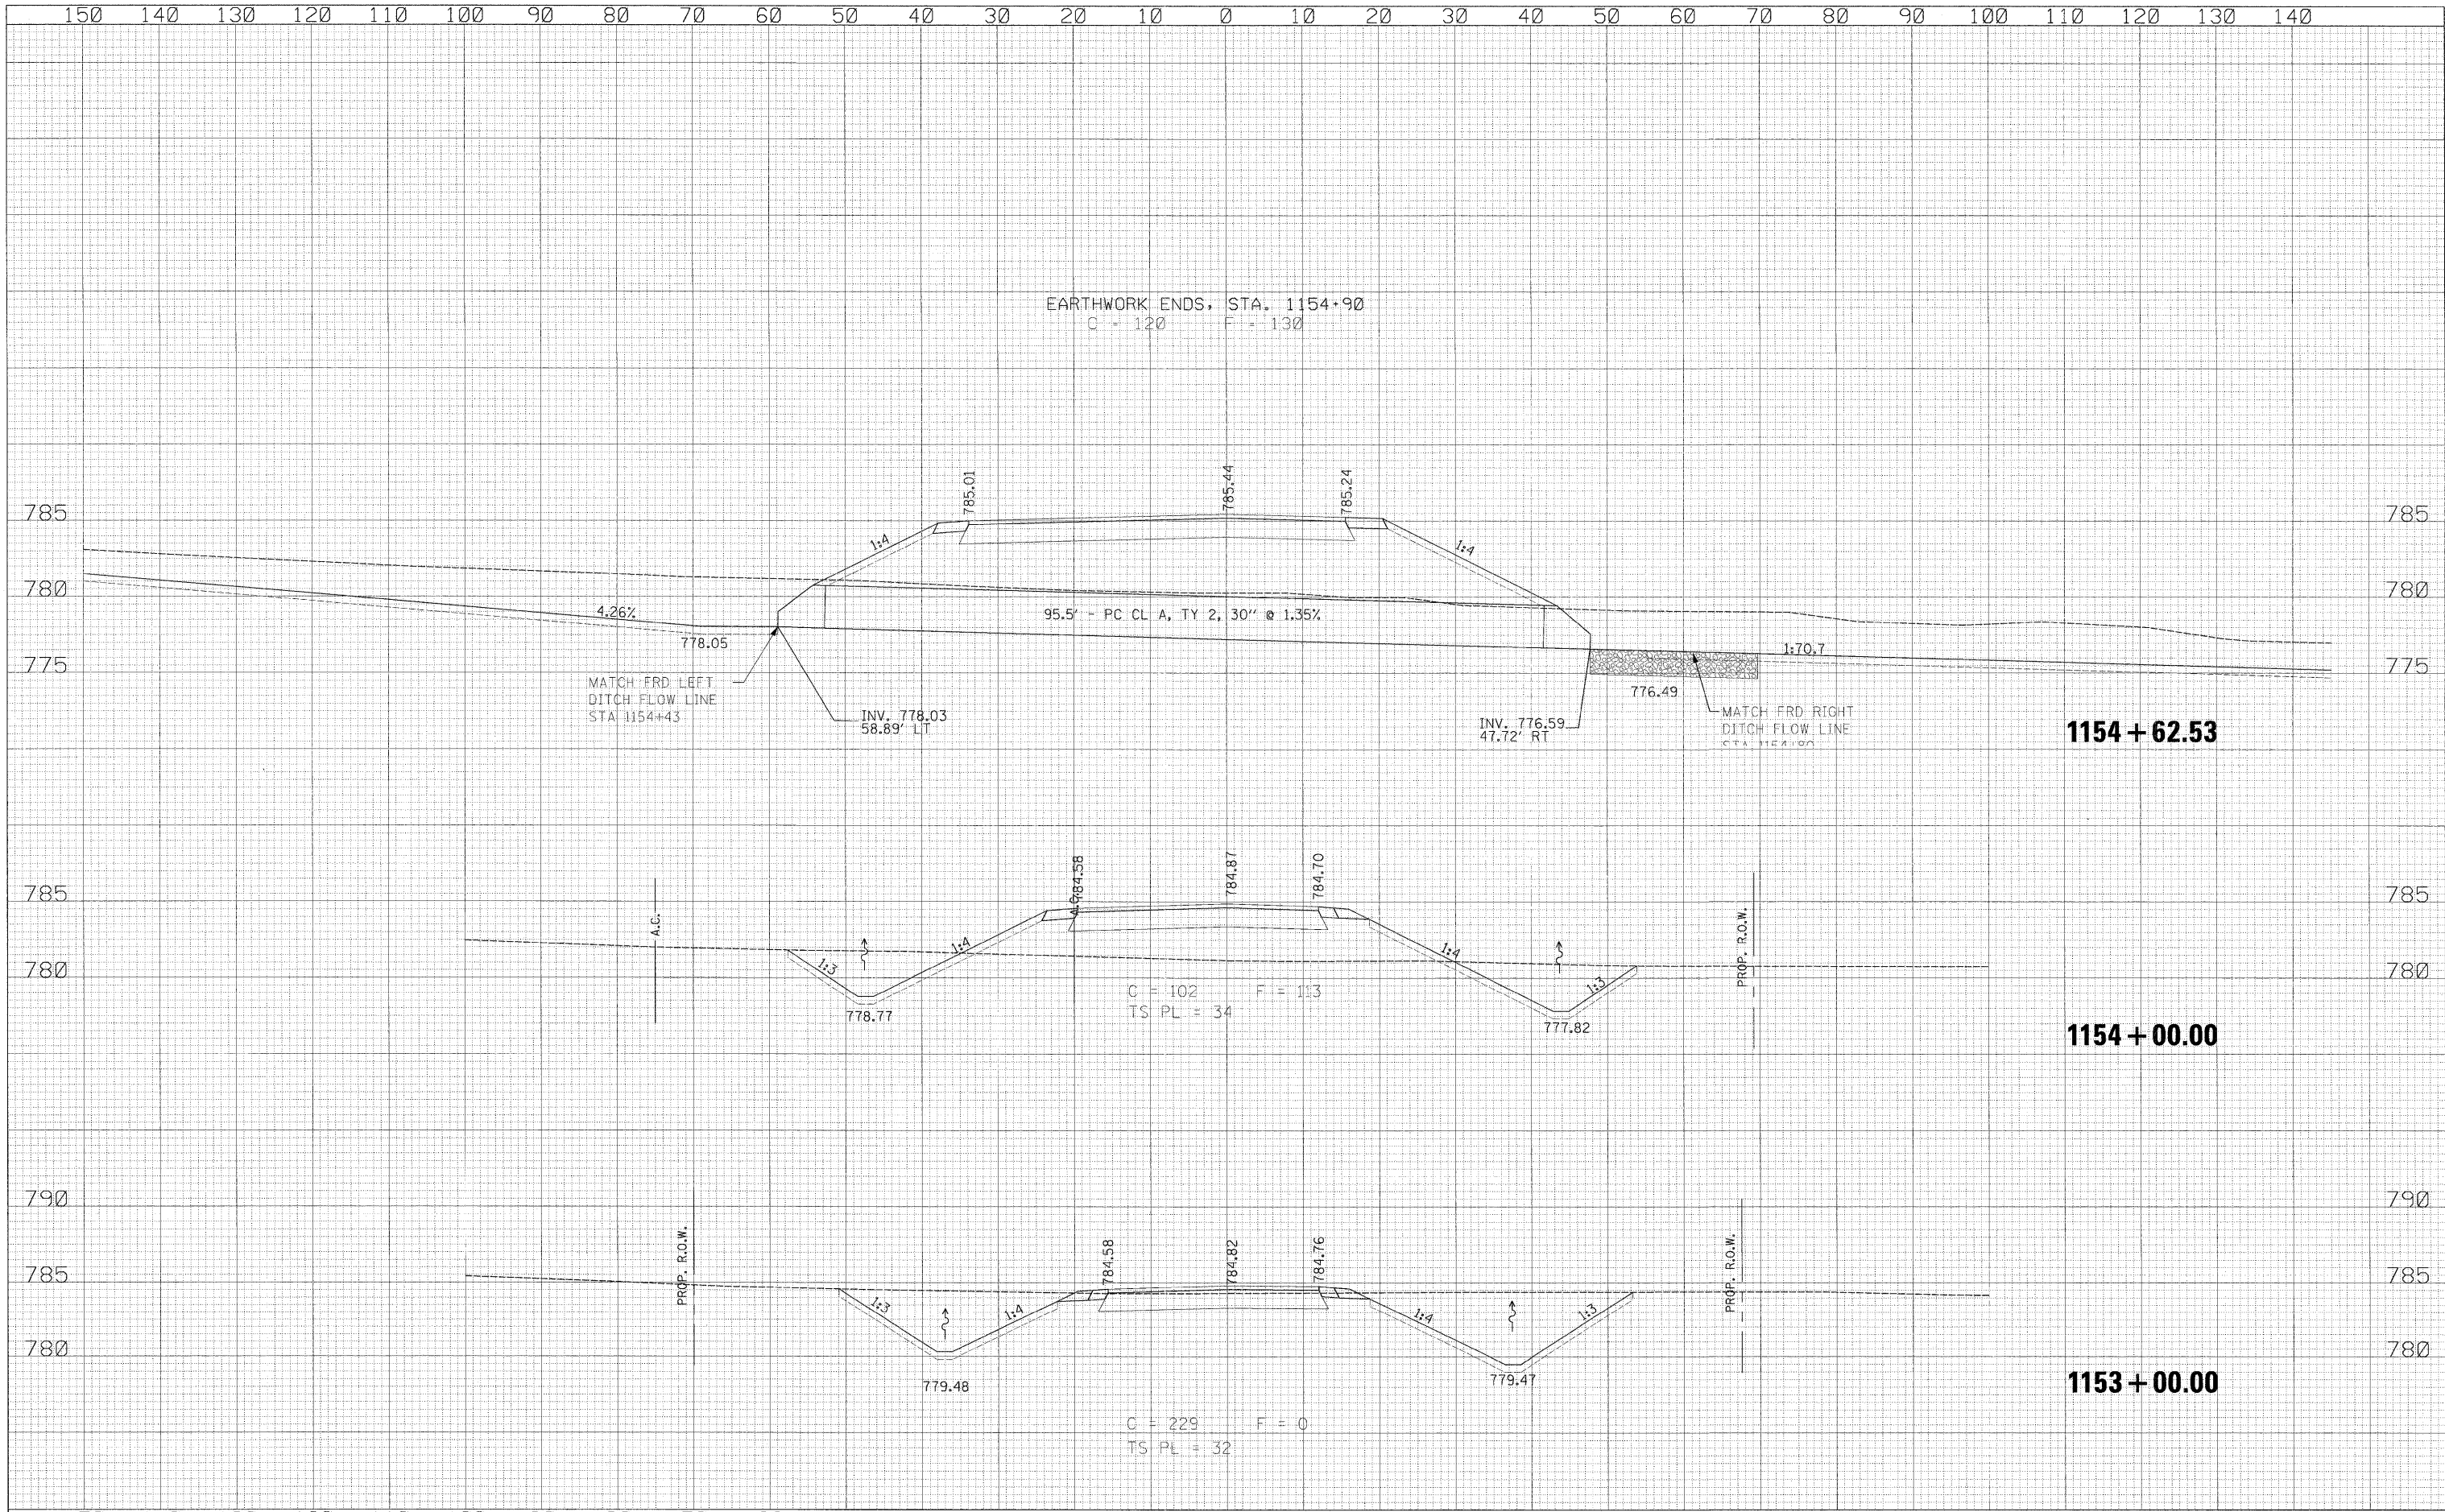 150 140 130 120 110 100 90 80 70 60 50 40 30 20 10 0 10 20 30 40 50 60 70 80 90 100 110 120 130 140
EARTHWORK ENDS, STA. 1154+90
C = 120 F = 130
785.01
785.44
785.24
785
785
1:4
1:4
780
780
4.26%
95.5' - PC CL A, TY 2, 30" @ 1.35%
778.05
1:70.7
775
775
776.49
MATCH FRD LEFT
DITCH FLOW LINE
STA 1154+43
INV. 778.03
58.89' LT
INV. 776.59
47.72' RT
MATCH FRD RIGHT
DITCH FLOW LINE
STA 1154+80
1154+62.53
A.C. 784.58
784.87
784.70
785
785
A.C.
PROP. R.O.W.
1:4
1:4
1:3
1:3
780
780
C = 102 F = 113
TS PL = 34
778.77
777.82
1154+00.00
790
790
PROP. R.O.W.
784.58
784.82
784.76
PROP. R.O.W.
785
785
1:3
1:4
1:4
1:3
780
780
779.48
779.47
1153+00.00
C = 229 F = 0
TS PL = 32